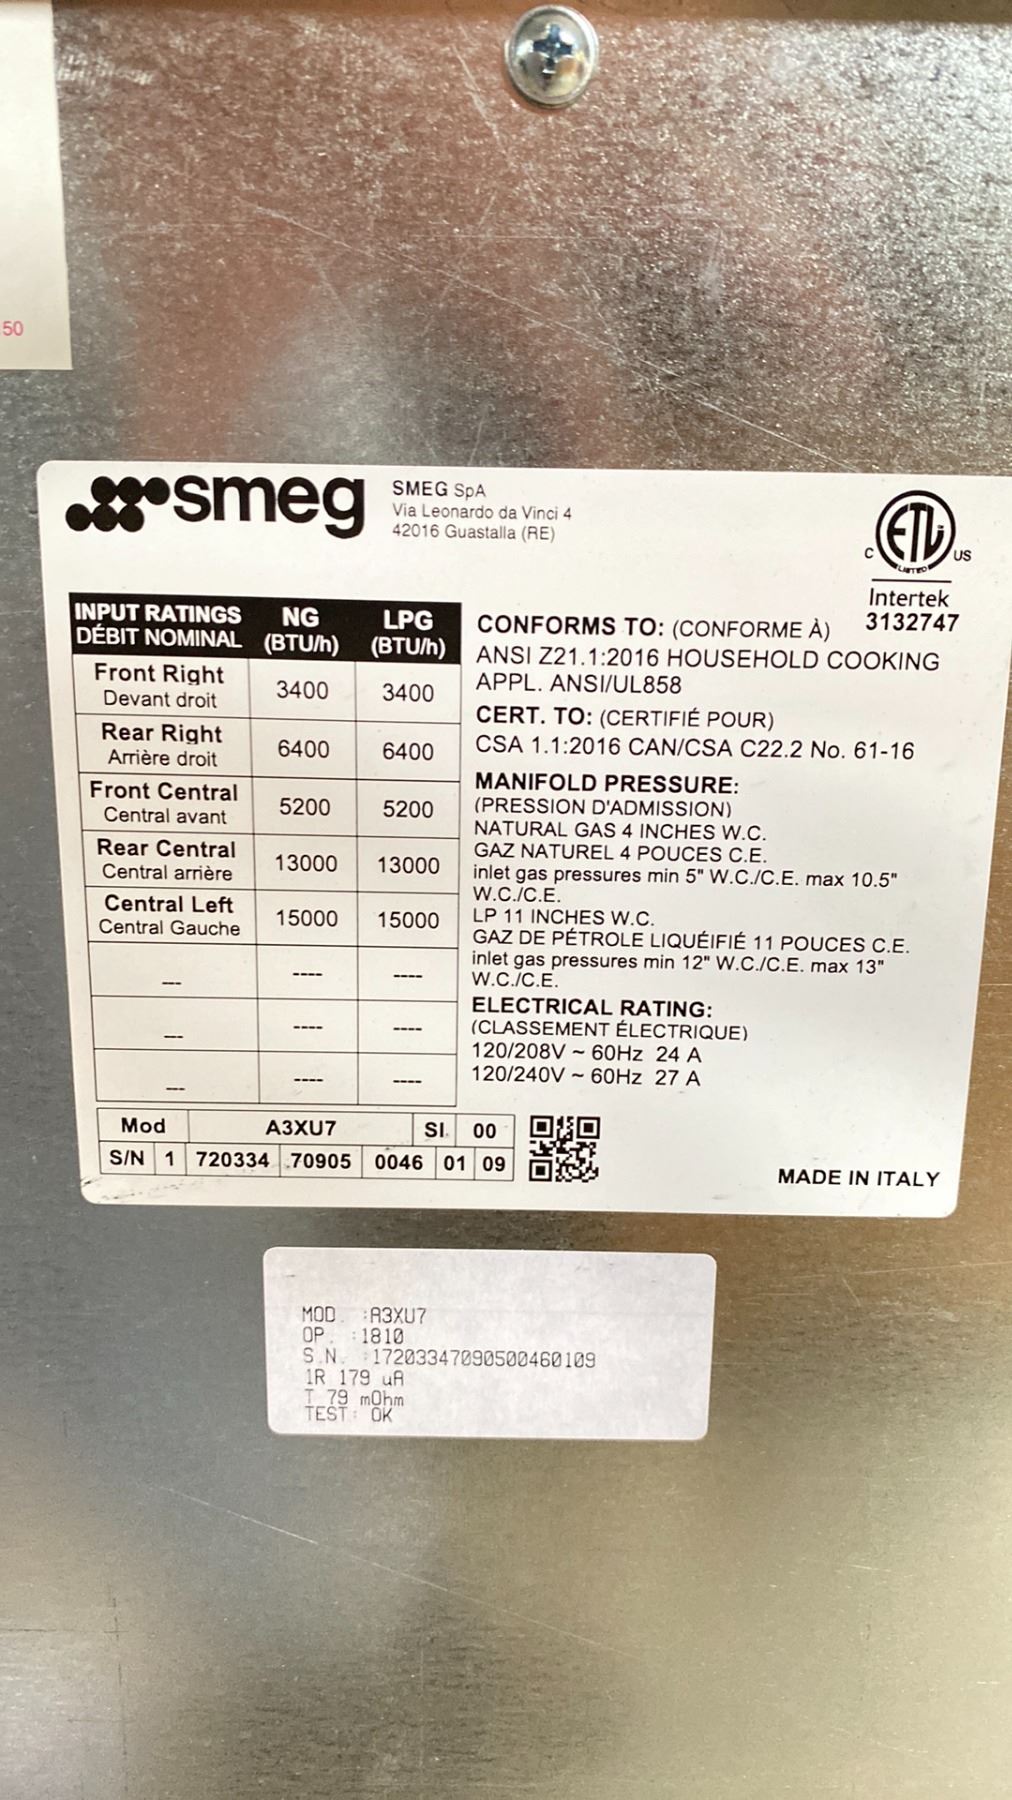 50
smeg
SMEG SpA
Via Leonardo da Vinci 4
42016 Guastalla (RE)
C ETL US
LISTED
Intertek
3132747
INPUT RATINGS NG LPG
DÉBIT NOMINAL (BTU/h) (BTU/h)
Front Right
Devant droit 3400 3400
Rear Right
Arrière droit 6400 6400
Front Central
Central avant 5200 5200
Rear Central
Central arrière 13000 13000
Central Left
Central Gauche 15000 15000
--- ---- ----
--- ---- ----
--- ---- ----
CONFORMS TO: (CONFORME À)
ANSI Z21.1:2016 HOUSEHOLD COOKING
APPL. ANSI/UL858
CERT. TO: (CERTIFIÉ POUR)
CSA 1.1:2016 CAN/CSA C22.2 No. 61-16
MANIFOLD PRESSURE:
(PRESSION D'ADMISSION)
NATURAL GAS 4 INCHES W.C.
GAZ NATUREL 4 POUCES C.E.
inlet gas pressures min 5" W.C./C.E. max 10.5"
W.C./C.E.
LP 11 INCHES W.C.
GAZ DE PÉTROLE LIQUÉIFIÉ 11 POUCES C.E.
inlet gas pressures min 12" W.C./C.E. max 13"
W.C./C.E.
ELECTRICAL RATING:
(CLASSEMENT ÉLECTRIQUE)
120/208V ~ 60Hz 24 A
120/240V ~ 60Hz 27 A
Mod A3XU7 SI. 00
S/N 1 720334 70905 0046 01 09
MADE IN ITALY
MOD. :A3XU7
OP. :1810
S.N. :17203347090500460109
1R 179 uA
T 79 mOhm
TEST: OK